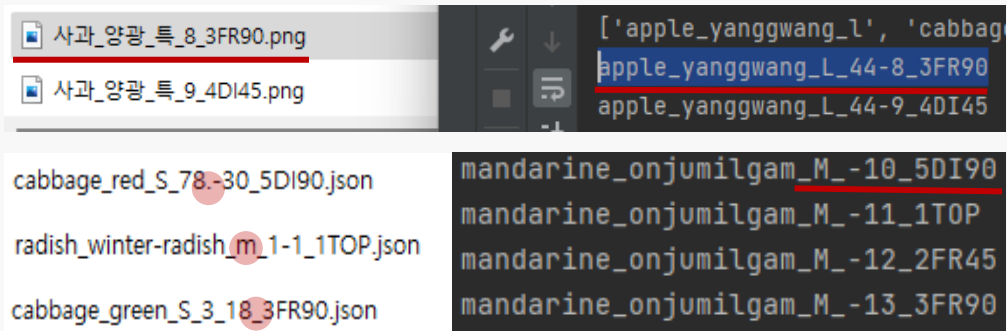 사과_양광_특_8_3FR90.png
사과_양광_특_9_4DI45.png
['apple_yanggwang_l', 'cabbage
apple_yanggwang_L_44-8_3FR90
apple_yanggwang_L_44-9_4DI45
cabbage_red_S_78.-30_5DI90.json
radish_winter-radish_m_1-1_1TOP.json
cabbage_green_S_3_18_3FR90.json
mandarine_onjumilgam_M_-10_5DI90
mandarine_onjumilgam_M_-11_1TOP
mandarine_onjumilgam_M_-12_2FR45
mandarine_onjumilgam_M_-13_3FR90